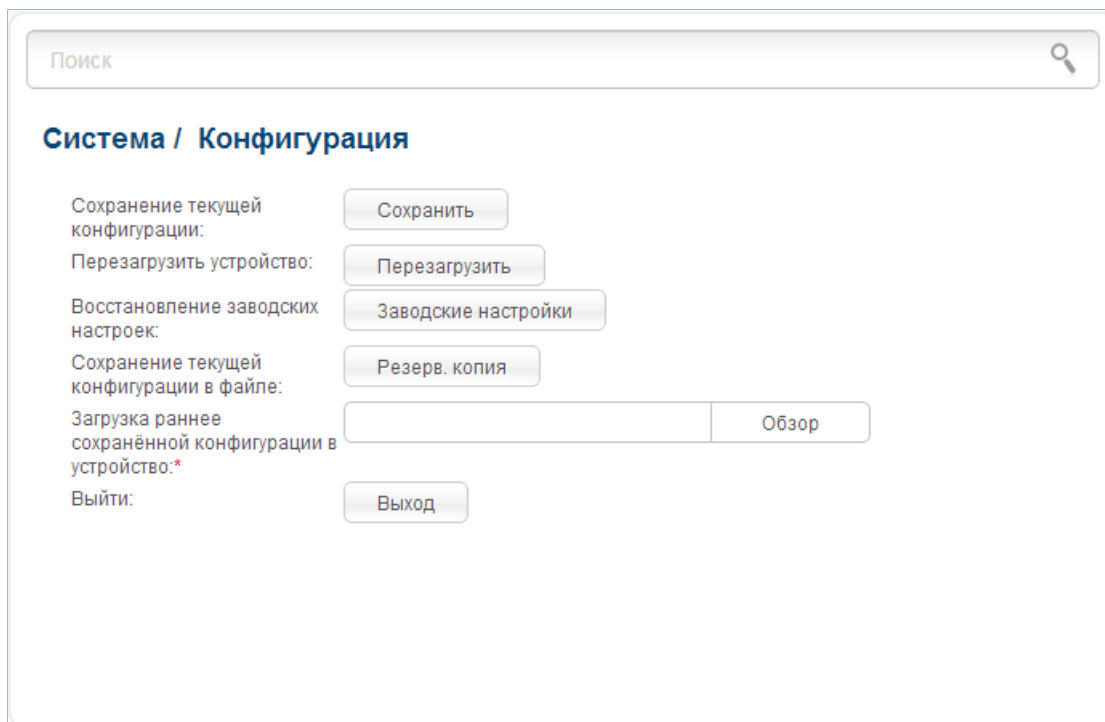 Поиск
Система / Конфигурация
Сохранение текущей
конфигурации:
Сохранить
Перезагрузить устройство:
Перезагрузить
Восстановление заводских
настроек:
Заводские настройки
Сохранение текущей
конфигурации в файле:
Резерв. копия
Загрузка раннее
сохранённой конфигурации в
устройство:*
Обзор
Выйти:
Выход